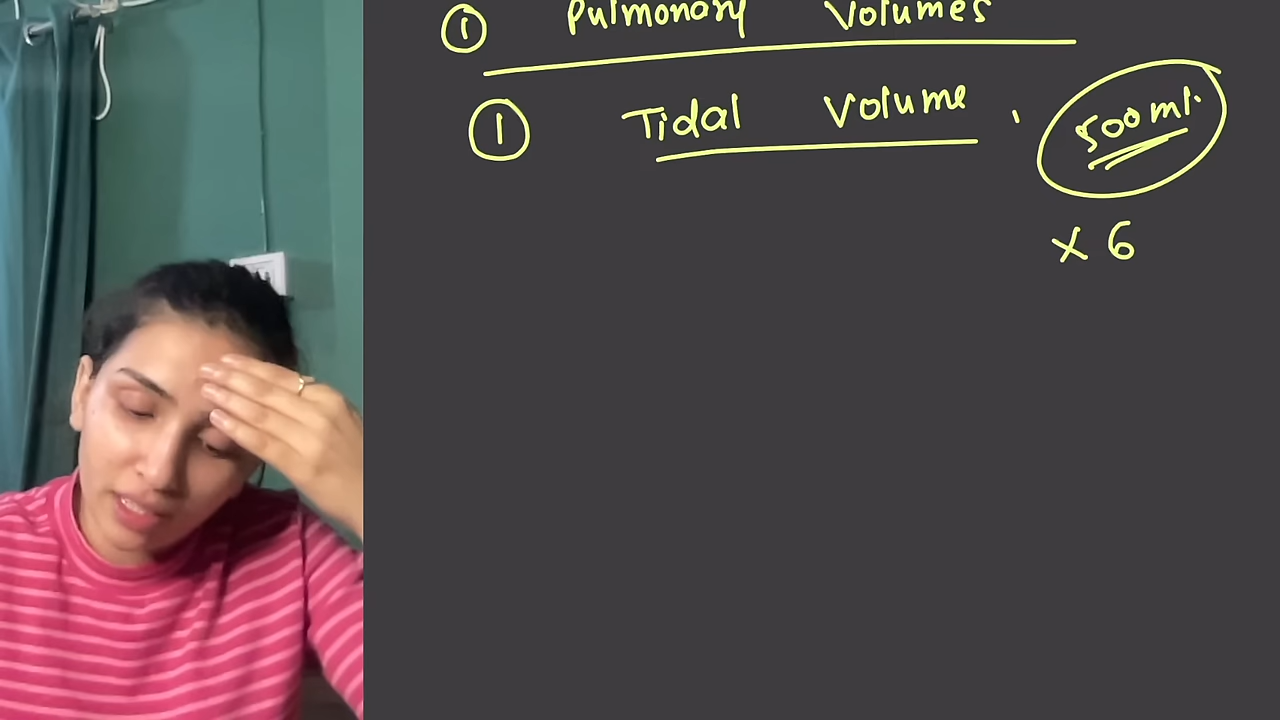 ① Pulmonary Volumes
① Tidal Volume . 500ml.
x 6